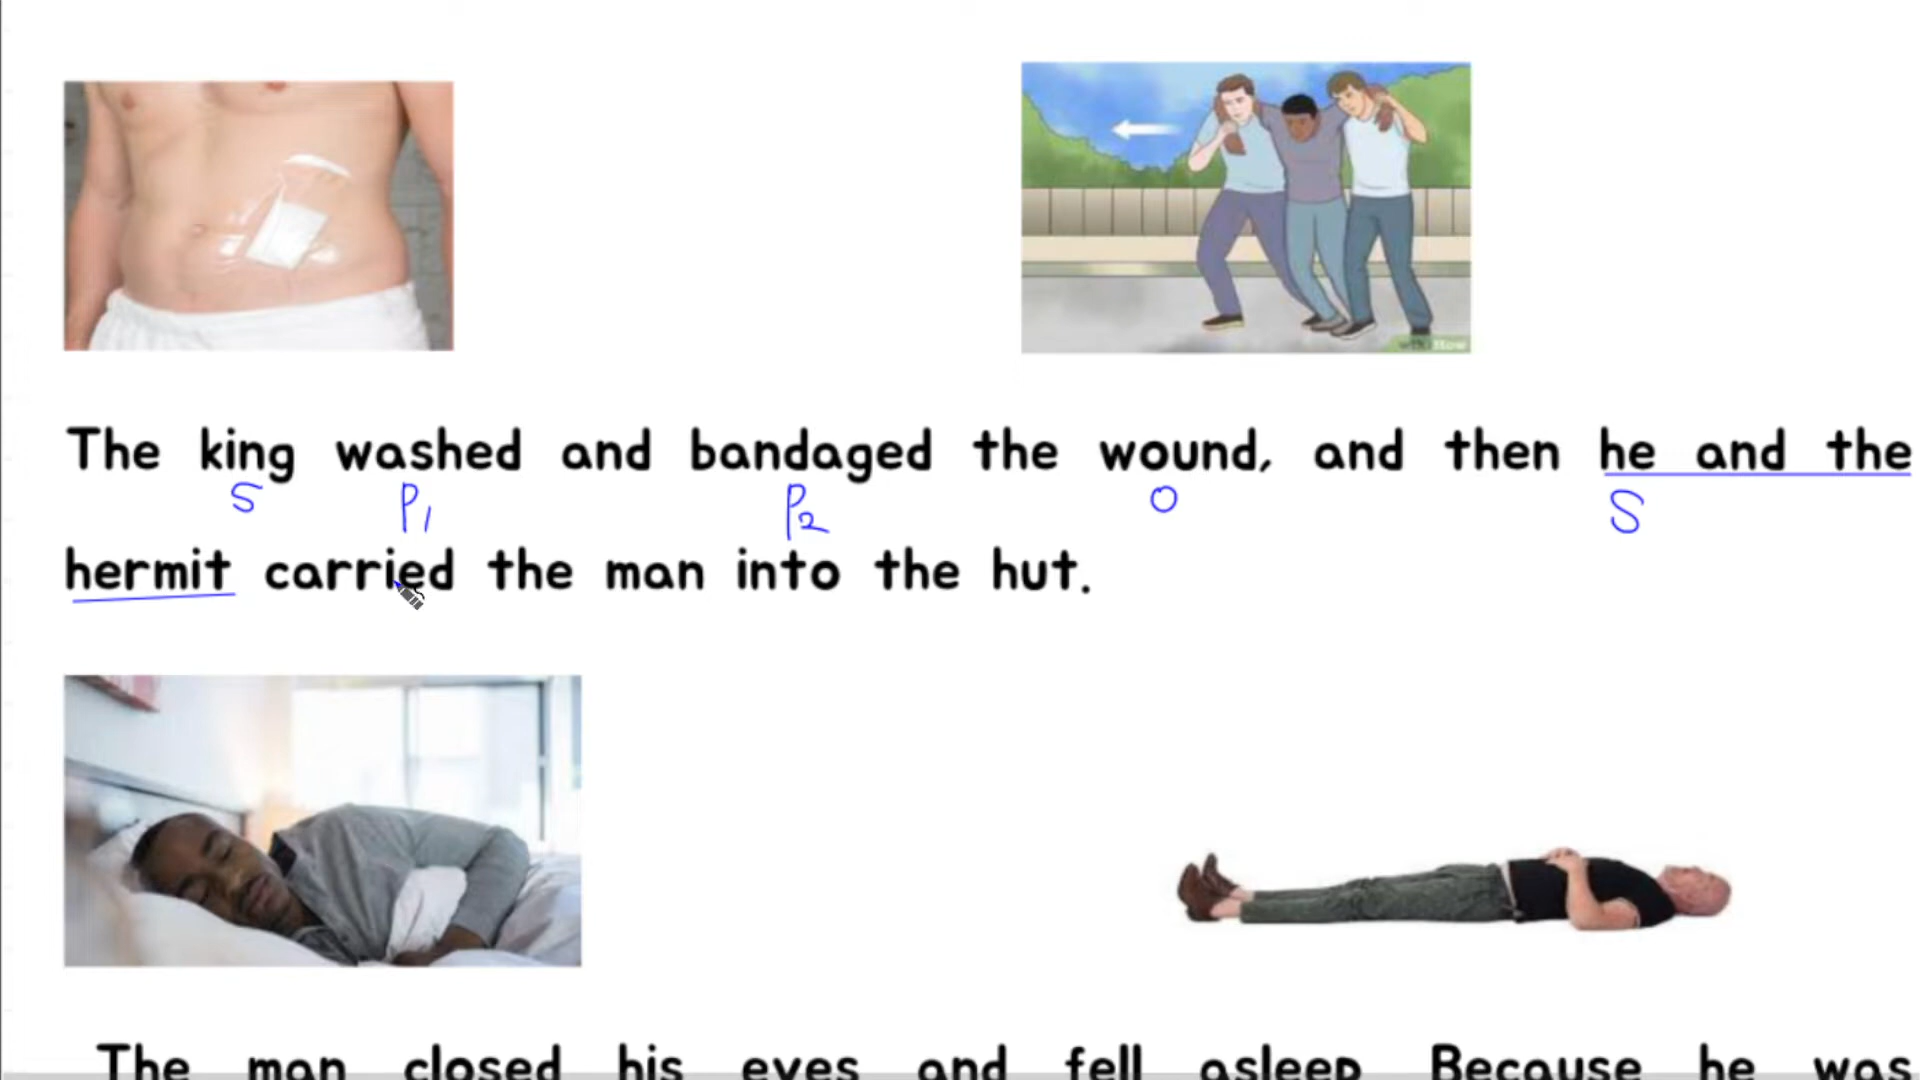 wikiHow
The king washed and bandaged the wound, and then he and the
S P1 P2 O S
hermit carried the man into the hut.
The man closed his eyes and fell asleep Because he was